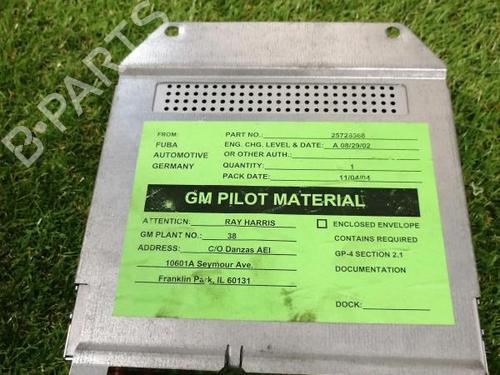 B-PARTS
FROM: PART NO.: 25728568
FUBA ENG. CHG. LEVEL & DATE: A 08/29/02
AUTOMOTIVE OR OTHER AUTH.:
GERMANY QUANTITY: 1
PACK DATE: 11/04/04
GM PILOT MATERIAL
ATTENTION: RAY HARRIS ENCLOSED ENVELOPE
GM PLANT NO.: 38 CONTAINS REQUIRED
ADDRESS: C/O Danzas AEI GP-4 SECTION 2.1
10601A Seymour Ave. DOCUMENTATION
Franklin Park, IL 60131
DOCK: